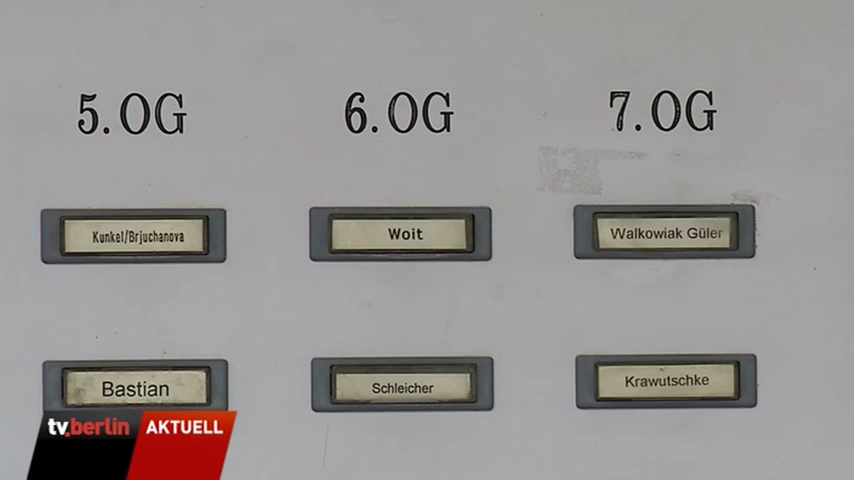 5.OG 6.OG 7.OG
Kunkel/Brjuchanova Woit Walkowiak Güler
Bastian Schleicher Krawutschke
tv.berlin AKTUELL